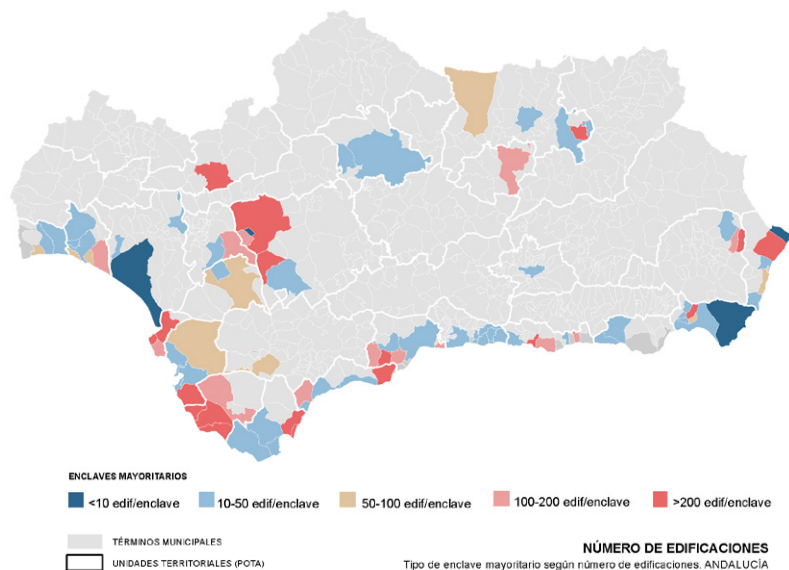 ENCLAVES MAYORITARIOS
<10 edif/enclave 10-50 edif/enclave 50-100 edif/enclave 100-200 edif/enclave >200 edif/enclave
TÉRMINOS MUNICIPALES
UNIDADES TERRITORIALES (POTA)
NÚMERO DE EDIFICACIONES
Tipo de enclave mayoritario según número de edificaciones. ANDALUCÍA